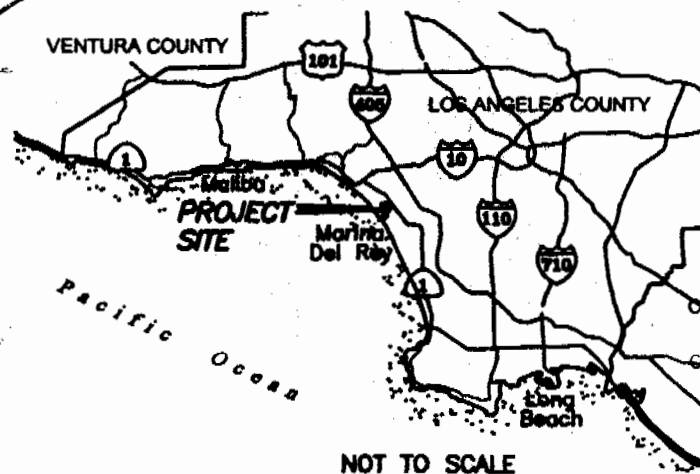 VENTURA COUNTY
101
405
LOS ANGELES COUNTY
1
10
Malibu
PROJECT
SITE
110
Marina
Del Rey
710
1
Pacific Ocean
Long
Beach
NOT TO SCALE